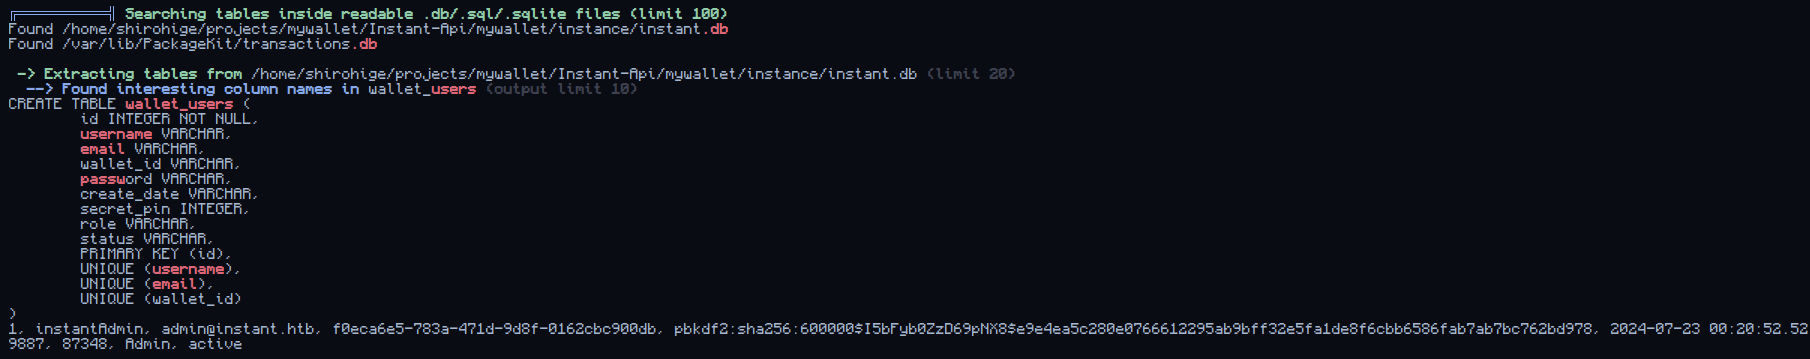 ╔══════════╣ Searching tables inside readable .db/.sql/.sqlite files (limit 100)
Found /home/shirohige/projects/mywallet/Instant-Api/mywallet/instance/instant.db
Found /var/lib/PackageKit/transactions.db

 -> Extracting tables from /home/shirohige/projects/mywallet/Instant-Api/mywallet/instance/instant.db (limit 20)
  --> Found interesting column names in wallet_users (output limit 10)
CREATE TABLE wallet_users (
        id INTEGER NOT NULL,
        username VARCHAR,
        email VARCHAR,
        wallet_id VARCHAR,
        password VARCHAR,
        create_date VARCHAR,
        secret_pin INTEGER,
        role VARCHAR,
        status VARCHAR,
        PRIMARY KEY (id),
        UNIQUE (username),
        UNIQUE (email),
        UNIQUE (wallet_id)
)
1, instantAdmin, admin@instant.htb, f0eca6e5-783a-471d-9d8f-0162cbc900db, pbkdf2:sha256:600000$I5bFyb0ZzD69pNX8$e9e4ea5c280e0766612295ab9bff32e5fa1de8f6cbb6586fab7ab7bc762bd978, 2024-07-23 00:20:52.52
9887, 87348, Admin, active